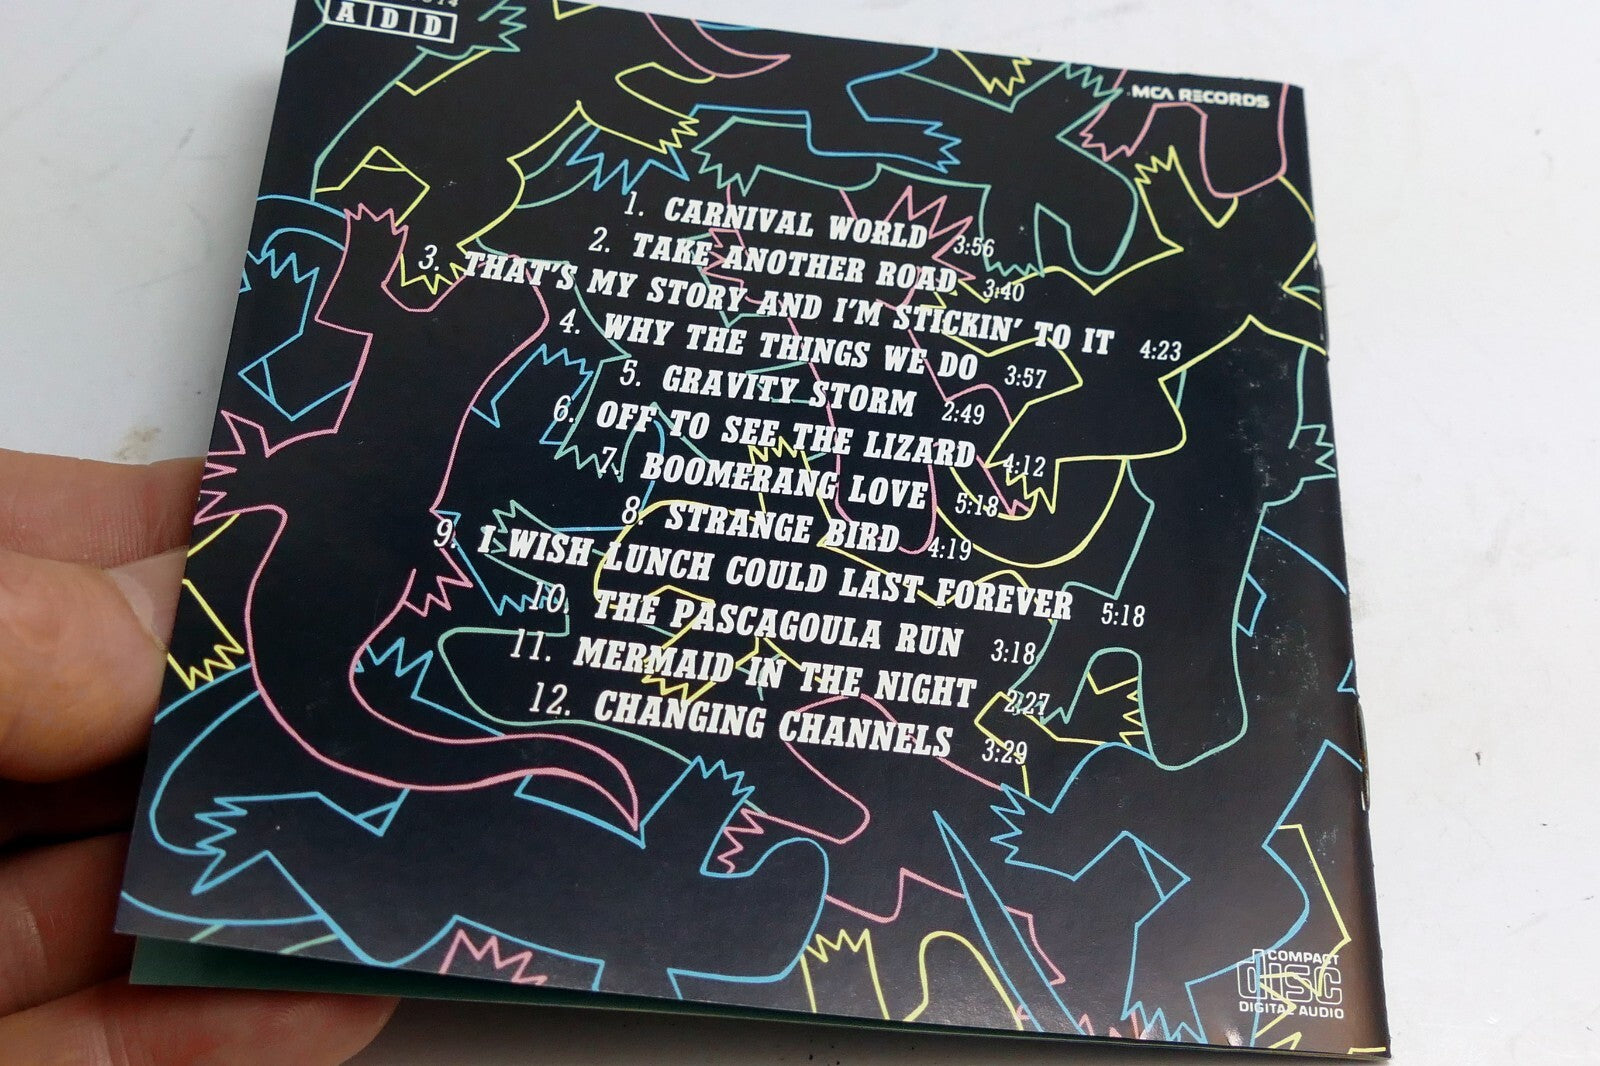 A D D
MCA RECORDS
1. CARNIVAL WORLD 3:56
2. TAKE ANOTHER ROAD 3:40
3. THAT'S MY STORY AND I'M STICKIN' TO IT 4:23
4. WHY THE THINGS WE DO 3:57
5. GRAVITY STORM 2:49
6. OFF TO SEE THE LIZARD 4:12
7. BOOMERANG LOVE 5:18
8. STRANGE BIRD 4:19
9. I WISH LUNCH COULD LAST FOREVER 5:18
10. THE PASCAGOULA RUN 3:18
11. MERMAID IN THE NIGHT 2:27
12. CHANGING CHANNELS 3:29
COMPACT
disc
DIGITAL AUDIO